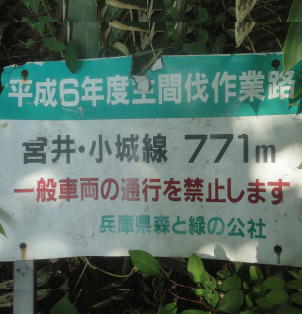 平成6年度空間伐作業路
宮井・小城線 771m
一般車両の通行を禁止します
兵庫県森と緑の公社